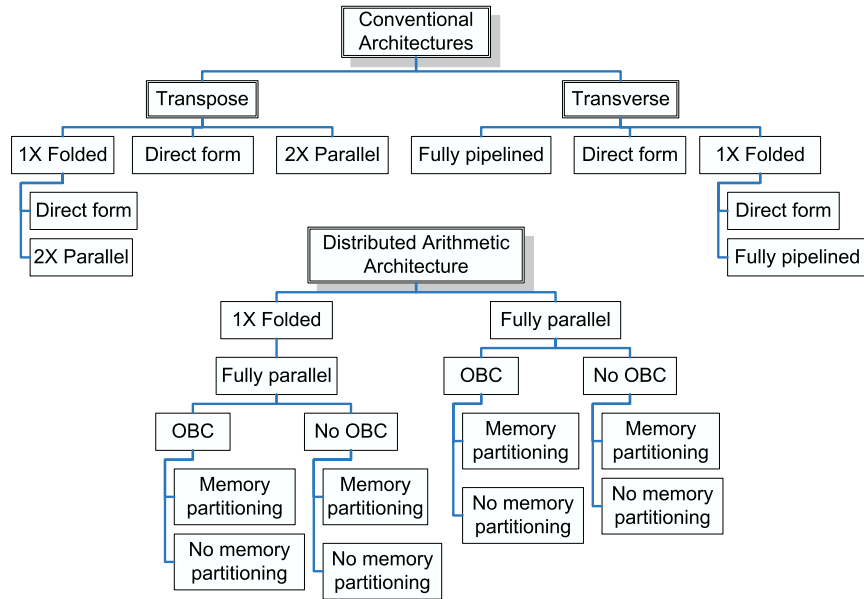 Conventional
Architectures
Transpose
Transverse
1X Folded
Direct form
2X Parallel
Fully pipelined
Direct form
1X Folded
Direct form
2X Parallel
Direct form
Fully pipelined
Distributed Arithmetic
Architecture
1X Folded
Fully parallel
Fully parallel
OBC
No OBC
OBC
No OBC
Memory
partitioning
No memory
partitioning
Memory
partitioning
No memory
partitioning
Memory
partitioning
No memory
partitioning
Memory
partitioning
No memory
partitioning